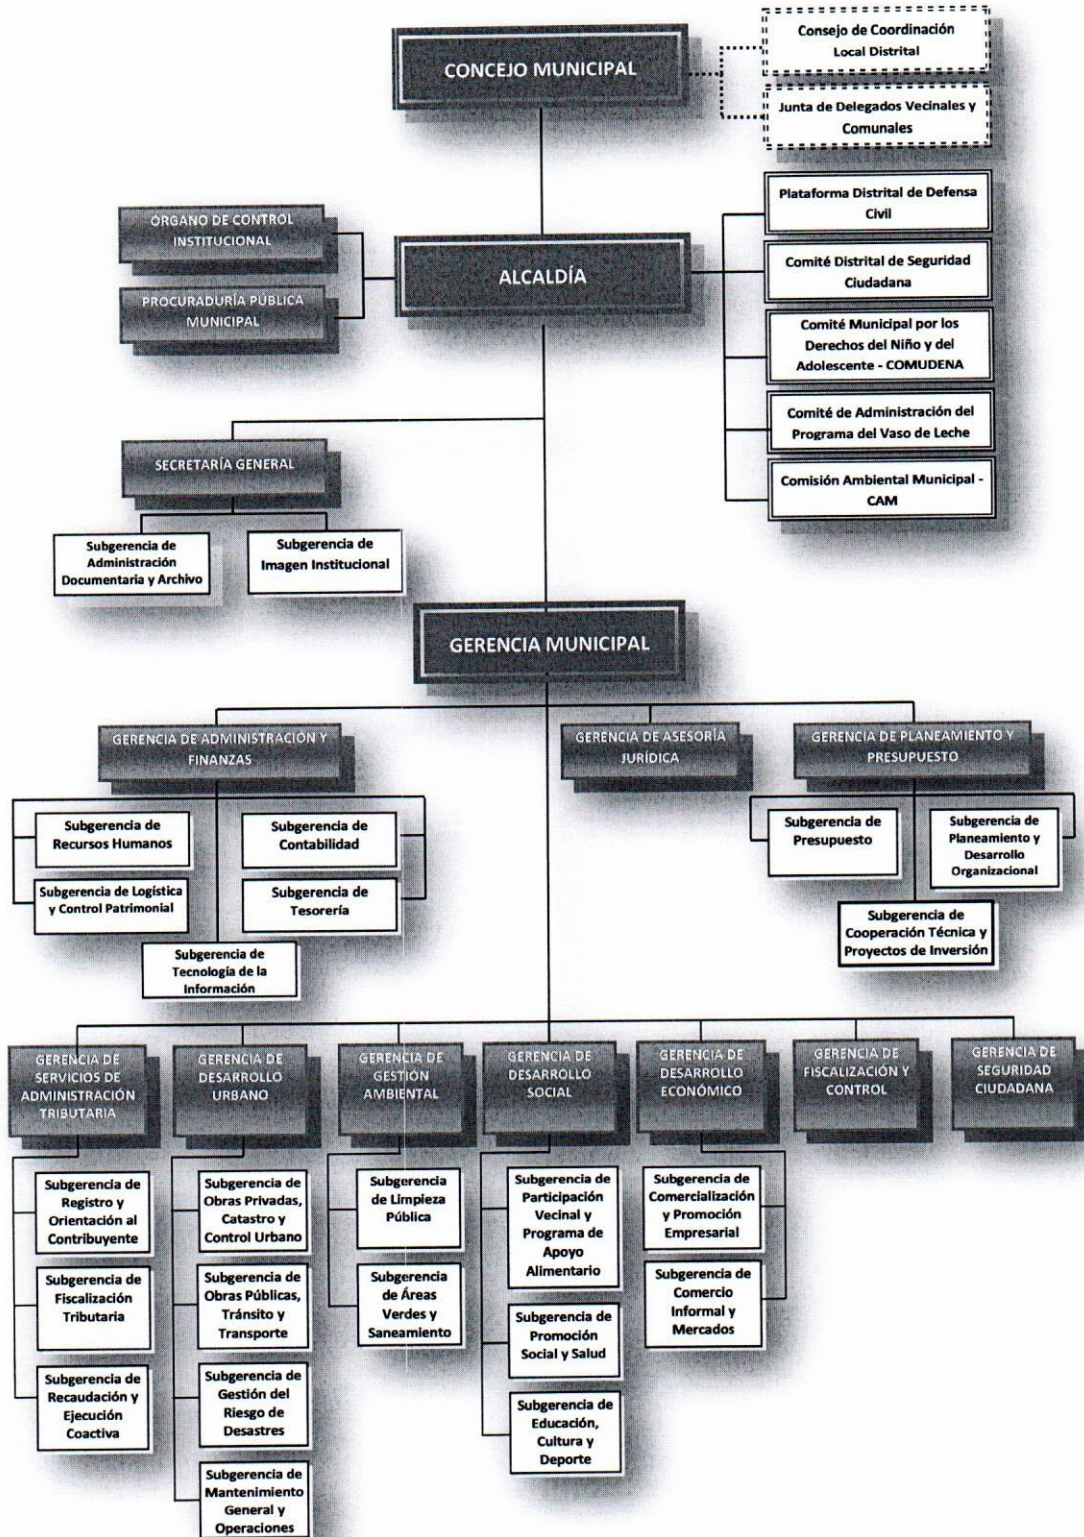 CONCEJO MUNICIPAL
Consejo de Coordinación
Local Distrital
Junta de Delegados Vecinales y
Comunales
ÓRGANO DE CONTROL
INSTITUCIONAL
PROCURADURÍA PÚBLICA
MUNICIPAL
ALCALDÍA
Plataforma Distrital de Defensa
Civil
Comité Distrital de Seguridad
Ciudadana
Comité Municipal por los
Derechos del Niño y del
Adolescente - COMUDENA
Comité de Administración del
Programa del Vaso de Leche
Comisión Ambiental Municipal -
CAM
SECRETARÍA GENERAL
Subgerencia de
Administración
Documentaria y Archivo
Subgerencia de
Imagen Institucional
GERENCIA MUNICIPAL
GERENCIA DE ADMINISTRACIÓN Y
FINANZAS
GERENCIA DE ASESORÍA
JURÍDICA
GERENCIA DE PLANEAMIENTO Y
PRESUPUESTO
Subgerencia de
Recursos Humanos
Subgerencia de
Contabilidad
Subgerencia de Logística
y Control Patrimonial
Subgerencia de
Tesorería
Subgerencia de
Tecnología de la
Información
Subgerencia de
Presupuesto
Subgerencia de
Planeamiento y
Desarrollo
Organizacional
Subgerencia de
Cooperación Técnica y
Proyectos de Inversión
GERENCIA DE
SERVICIOS DE
ADMINISTRACIÓN
TRIBUTARIA
GERENCIA DE
DESARROLLO
URBANO
GERENCIA DE
GESTIÓN
AMBIENTAL
GERENCIA DE
DESARROLLO
SOCIAL
GERENCIA DE
DESARROLLO
ECONÓMICO
GERENCIA DE
FISCALIZACIÓN Y
CONTROL
GERENCIA DE
SEGURIDAD
CIUDADANA
Subgerencia de
Registro y
Orientación al
Contribuyente
Subgerencia de
Fiscalización
Tributaria
Subgerencia de
Recaudación y
Ejecución
Coactiva
Subgerencia de
Obras Privadas,
Catastro y
Control Urbano
Subgerencia de
Obras Públicas,
Tránsito y
Transporte
Subgerencia de
Gestión del
Riesgo de
Desastres
Subgerencia de
Mantenimiento
General y
Operaciones
Subgerencia
de Limpieza
Pública
Subgerencia
de Áreas
Verdes y
Saneamiento
Subgerencia de
Participación
Vecinal y
Programa de
Apoyo
Alimentario
Subgerencia de
Promoción
Social y Salud
Subgerencia de
Educación,
Cultura y
Deporte
Subgerencia de
Comercialización
y Promoción
Empresarial
Subgerencia de
Comercio
Informal y
Mercados